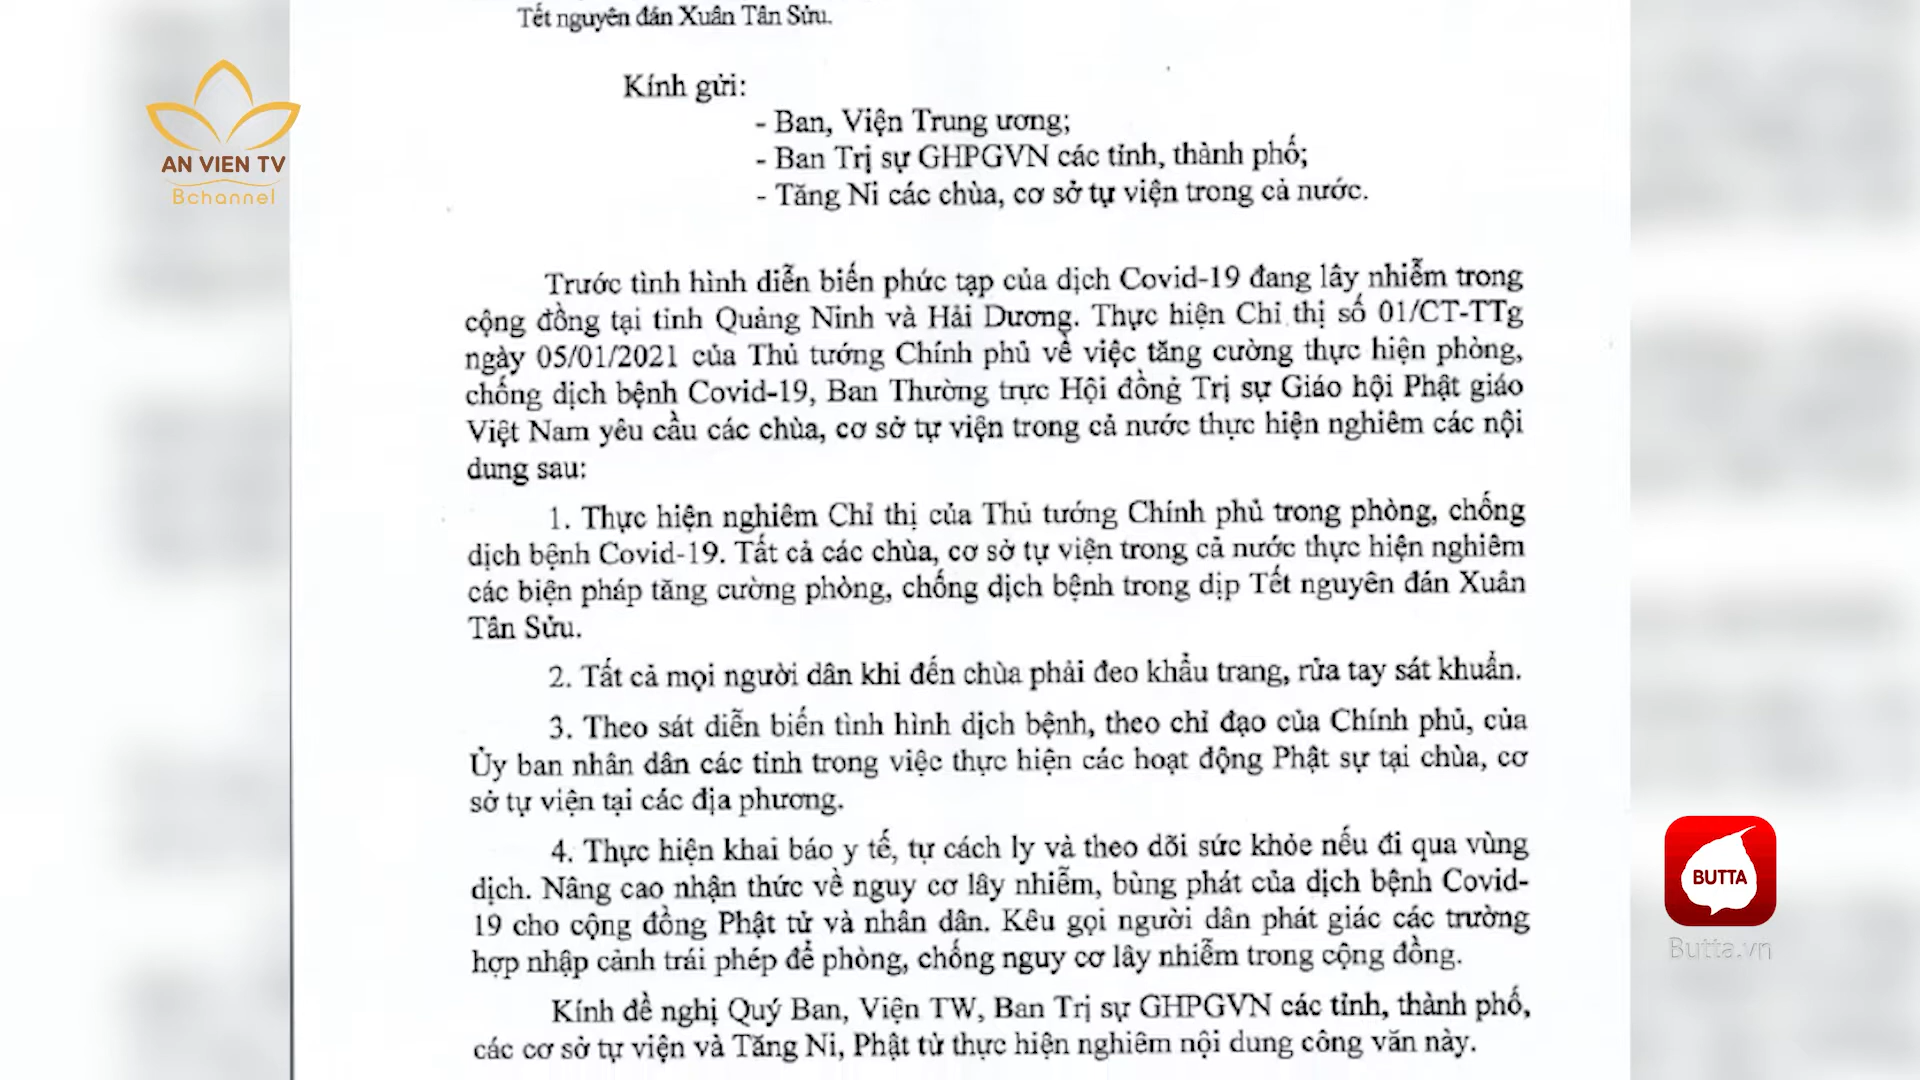 Tết nguyên đán Xuân Tân Sửu.
Kính gửi:
- Ban, Viện Trung ương;
- Ban Trị sự GHPGVN các tỉnh, thành phố;
- Tăng Ni các chùa, cơ sở tự viện trong cả nước.
AN VIEN TV
Bchannel
Trước tình hình diễn biến phức tạp của dịch Covid-19 đang lây nhiễm trong
cộng đồng tại tỉnh Quảng Ninh và Hải Dương. Thực hiện Chỉ thị số 01/CT-TTg
ngày 05/01/2021 của Thủ tướng Chính phủ về việc tăng cường thực hiện phòng,
chống dịch bệnh Covid-19, Ban Thường trực Hội đồng Trị sự Giáo hội Phật giáo
Việt Nam yêu cầu các chùa, cơ sở tự viện trong cả nước thực hiện nghiêm các nội
dung sau:
1. Thực hiện nghiêm Chỉ thị của Thủ tướng Chính phủ trong phòng, chống
dịch bệnh Covid-19. Tất cả các chùa, cơ sở tự viện trong cả nước thực hiện nghiêm
các biện pháp tăng cường phòng, chống dịch bệnh trong dịp Tết nguyên đán Xuân
Tân Sửu.
2. Tất cả mọi người dân khi đến chùa phải đeo khẩu trang, rửa tay sát khuẩn.
3. Theo sát diễn biến tình hình dịch bệnh, theo chỉ đạo của Chính phủ, của
Ủy ban nhân dân các tỉnh trong việc thực hiện các hoạt động Phật sự tại chùa, cơ
sở tự viện tại các địa phương.
4. Thực hiện khai báo y tế, tự cách ly và theo dõi sức khỏe nếu đi qua vùng
dịch. Nâng cao nhận thức về nguy cơ lây nhiễm, bùng phát của dịch bệnh Covid-
19 cho cộng đồng Phật tử và nhân dân. Kêu gọi người dân phát giác các trường
hợp nhập cảnh trái phép để phòng, chống nguy cơ lây nhiễm trong cộng đồng.
Kính đề nghị Quý Ban, Viện TW, Ban Trị sự GHPGVN các tỉnh, thành phố,
các cơ sở tự viện và Tăng Ni, Phật tử thực hiện nghiêm nội dung công văn này.
BUTTA
Butta.vn